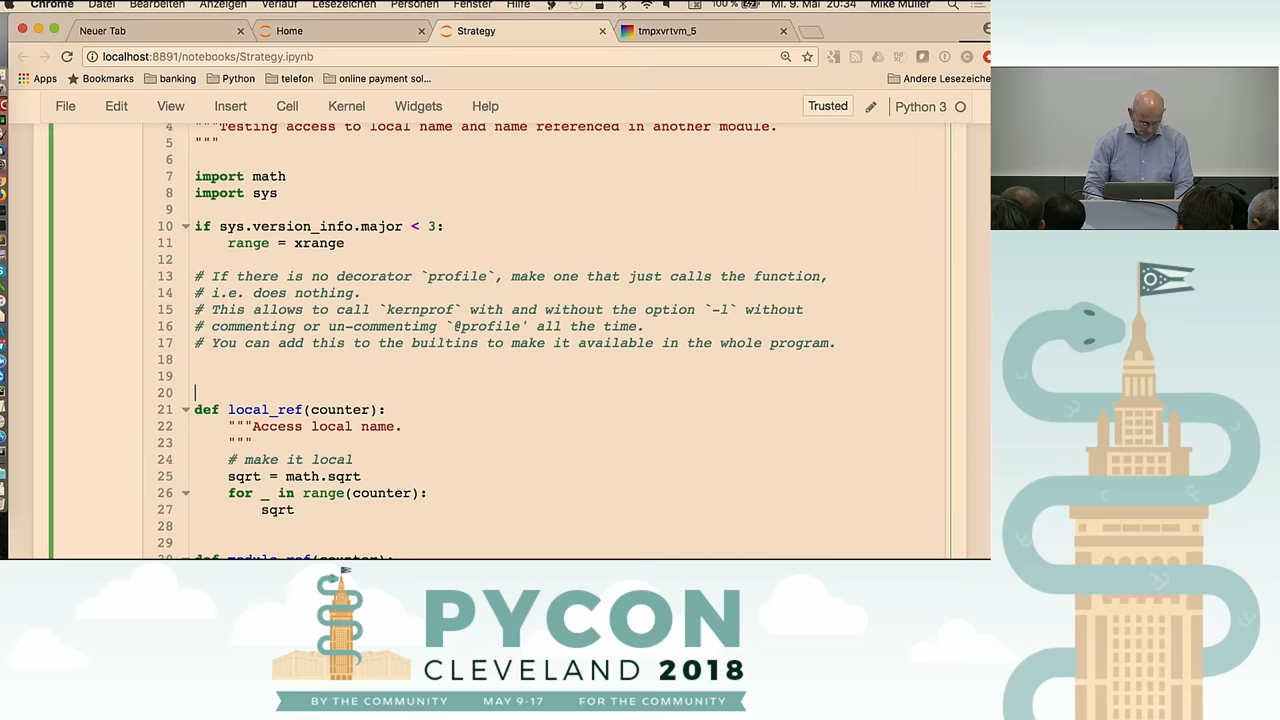 Chrome Datei Bearbeiten Anzeigen Verlauf Lesezeichen Personen Fenster Hilfe 100 % Mi. 9. Mai 20:34 Mike Müller
Neuer Tab Home Strategy tmpxvrtvm_5
localhost:8891/notebooks/Strategy.ipynb
Apps Bookmarks banking Python telefon online payment sol... Andere Lesezeiche
File Edit View Insert Cell Kernel Widgets Help Trusted Python 3
4 """Testing access to local name and name referenced in another module.
5 """
6
7 import math
8 import sys
9
10 if sys.version_info.major < 3:
11 range = xrange
12
13 # If there is no decorator `profile`, make one that just calls the function,
14 # i.e. does nothing.
15 # This allows to call `kernprof` with and without the option `-l` without
16 # commenting or un-commentimg `@profile' all the time.
17 # You can add this to the builtins to make it available in the whole program.
18
19
20
21 def local_ref(counter):
22 """Access local name.
23 """
24 # make it local
25 sqrt = math.sqrt
26 for _ in range(counter):
27 sqrt
28
29
30 def module_ref(counter):
PYCON
CLEVELAND 2018
BY THE COMMUNITY MAY 9-17 FOR THE COMMUNITY